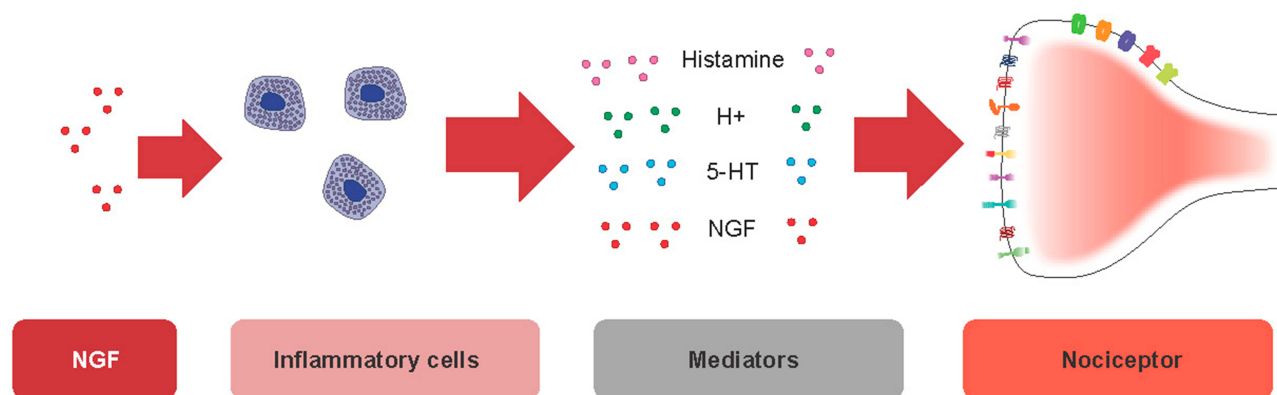 Histamine
H+
5-HT
NGF
NGF
Inflammatory cells
Mediators
Nociceptor